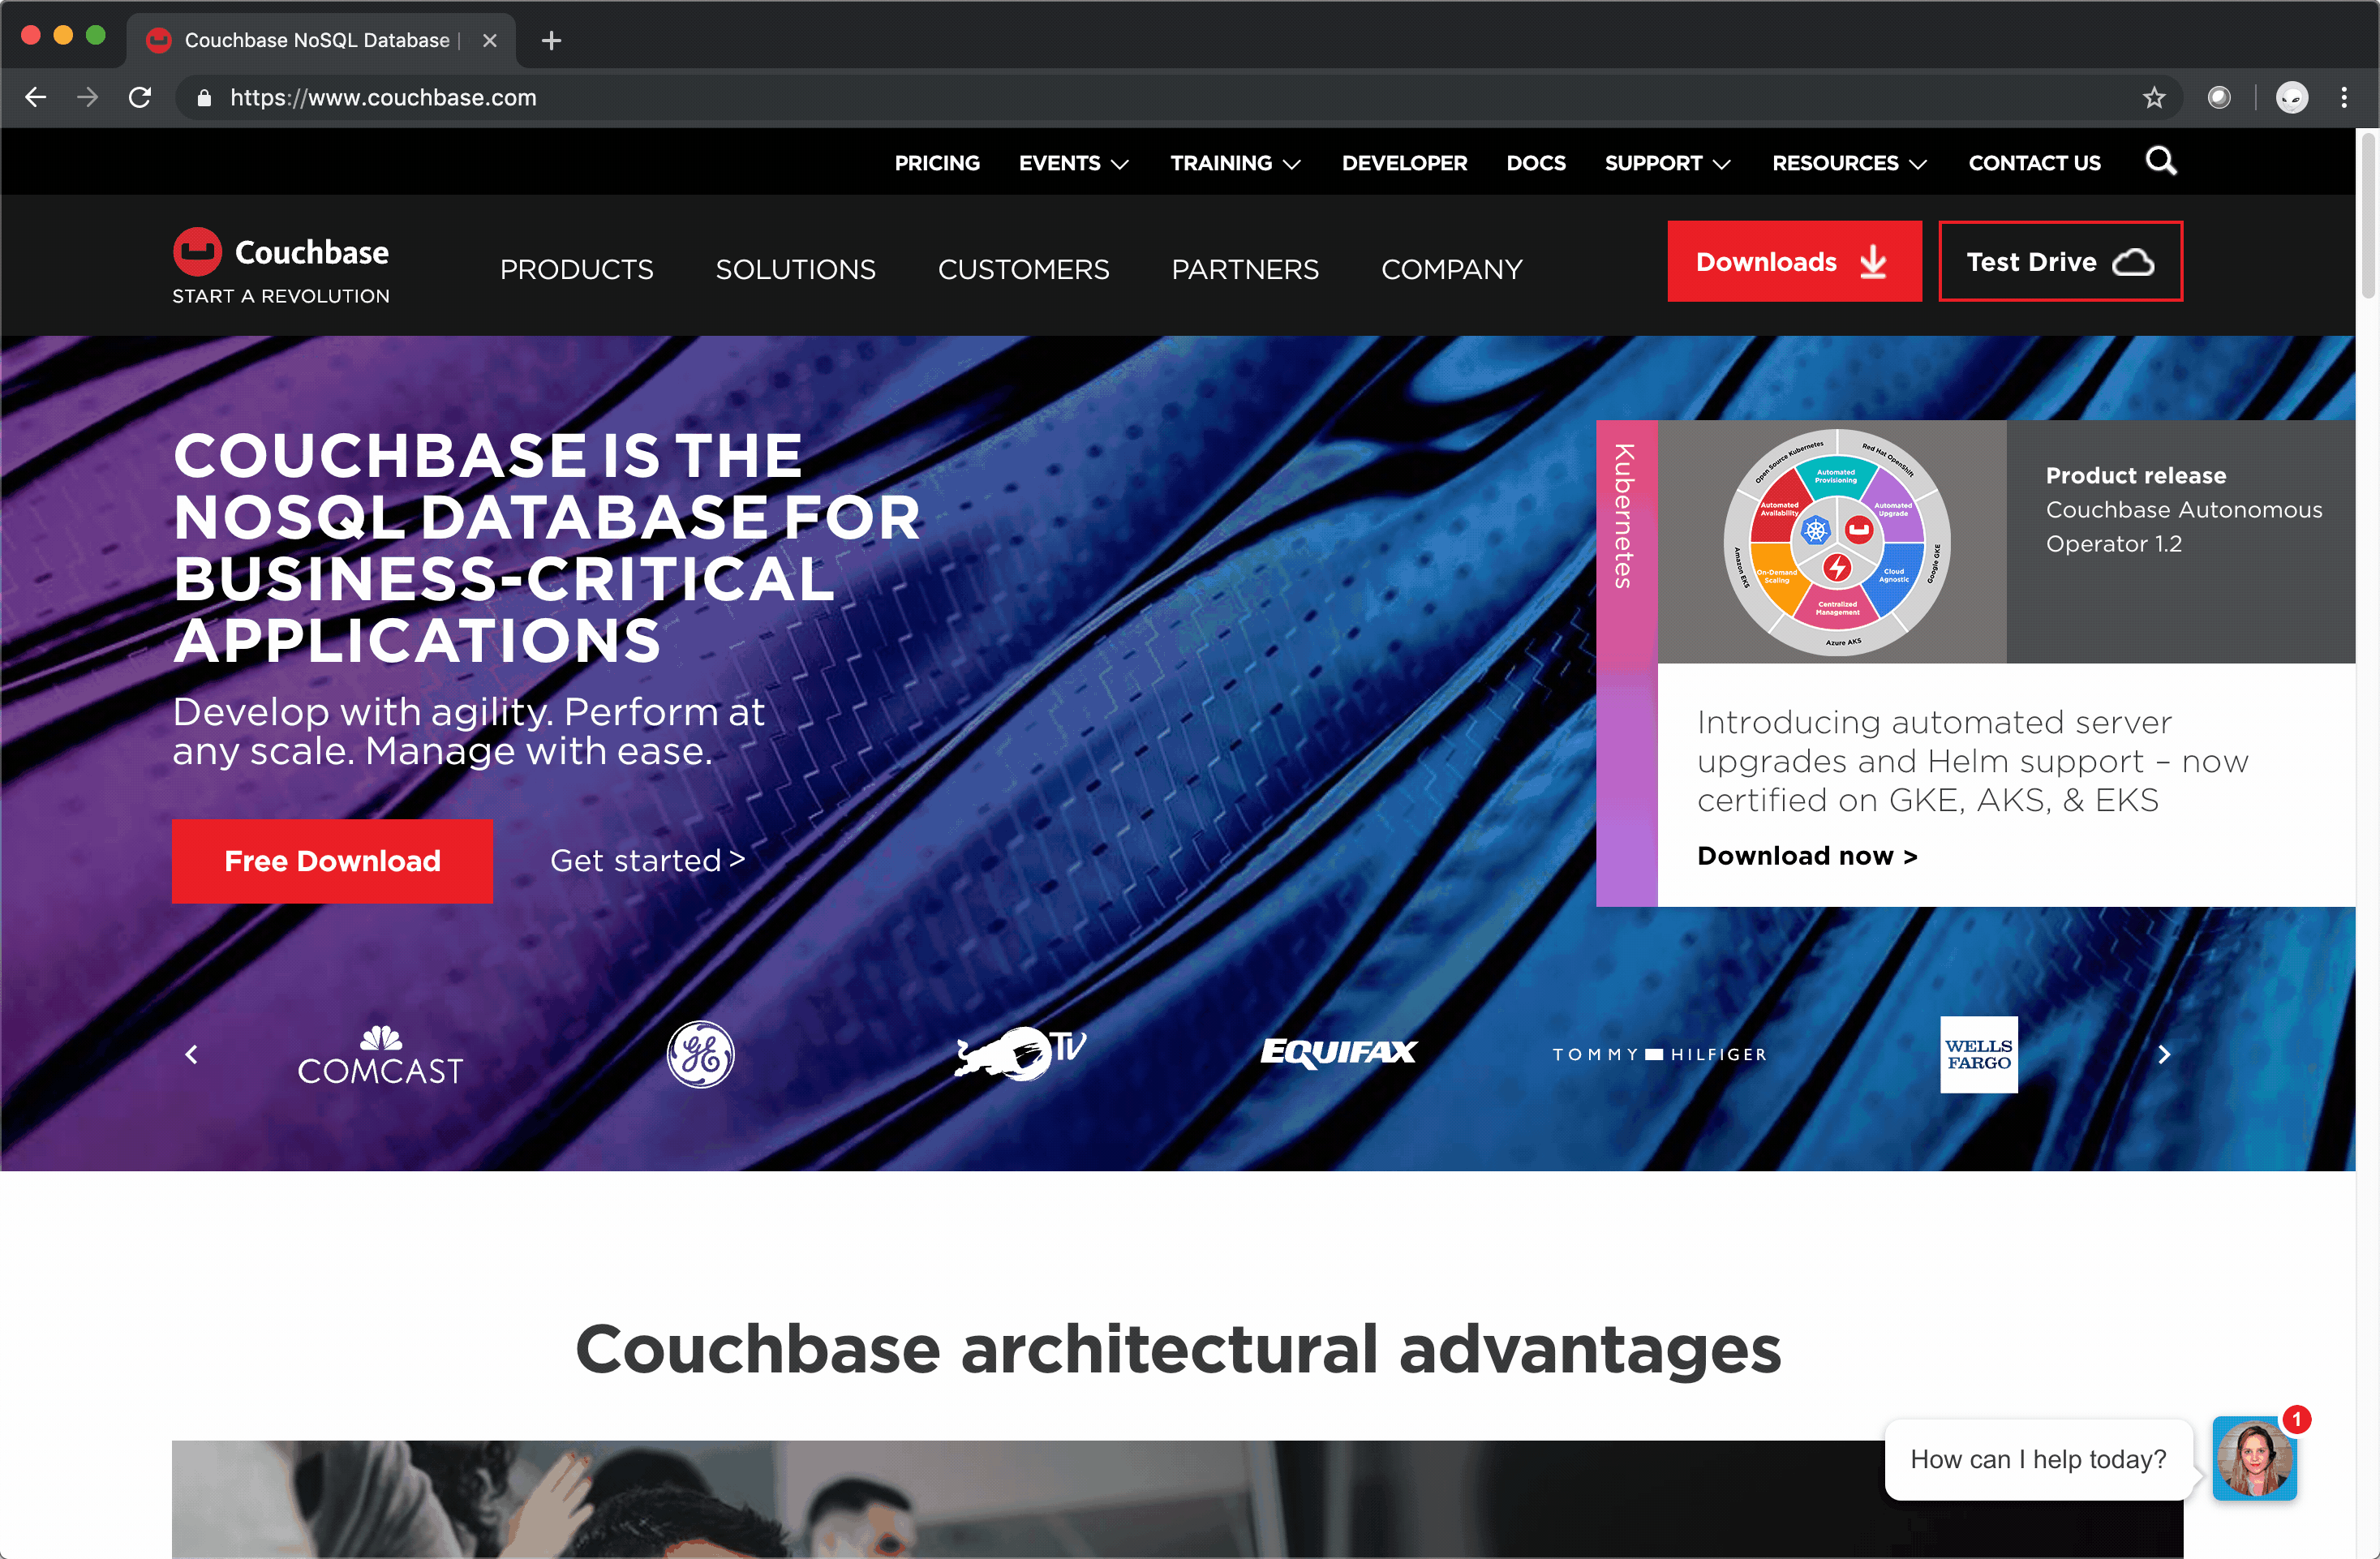 Couchbase NoSQL Database |
https://www.couchbase.com
PRICING EVENTS TRAINING DEVELOPER DOCS SUPPORT RESOURCES CONTACT US
Couchbase
START A REVOLUTION
PRODUCTS SOLUTIONS CUSTOMERS PARTNERS COMPANY
Downloads
Test Drive
COUCHBASE IS THE
NOSQL DATABASE FOR
BUSINESS-CRITICAL
APPLICATIONS
Develop with agility. Perform at
any scale. Manage with ease.
Free Download
Get started >
Kubernetes
Open Source Kubernetes
Red Hat OpenShift
Automated
Provisioning
Automated
Availability
Automated
Upgrade
Amazon EKS
On-Demand
Scaling
Cloud
Agnostic
Google GKE
Centralized
Management
Azure AKS
Product release
Couchbase Autonomous
Operator 1.2
Introducing automated server
upgrades and Helm support – now
certified on GKE, AKS, & EKS
Download now >
COMCAST
GE
TV
EQUIFAX
TOMMY HILFIGER
WELLS
FARGO
Couchbase architectural advantages
How can I help today?
1